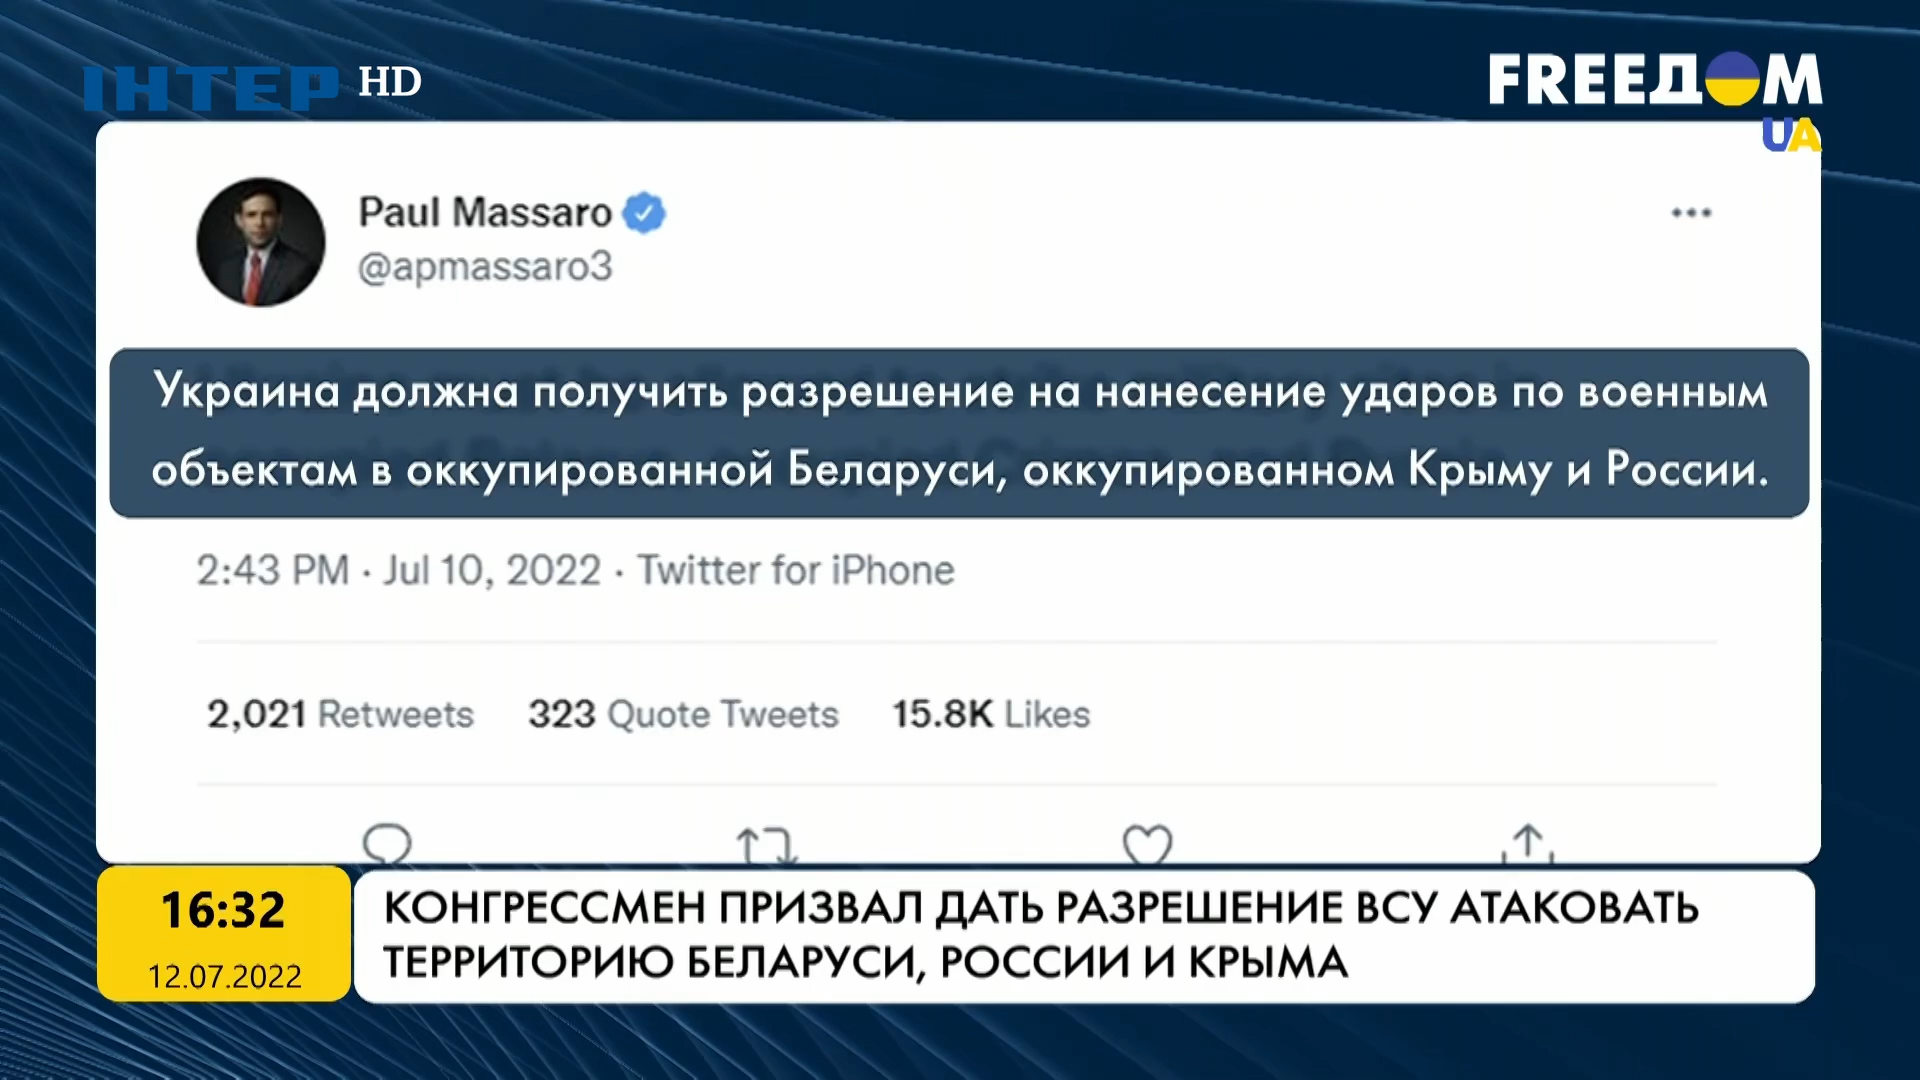 ІНТЕР HD
FREEДOM
UA
Paul Massaro
@apmassaro3
Украина должна получить разрешение на нанесение ударов по военным
объектам в оккупированной Беларуси, оккупированном Крыму и России.
2:43 PM · Jul 10, 2022 · Twitter for iPhone
2,021 Retweets 323 Quote Tweets 15.8K Likes
16:32
12.07.2022
КОНГРЕССМЕН ПРИЗВАЛ ДАТЬ РАЗРЕШЕНИЕ ВСУ АТАКОВАТЬ
ТЕРРИТОРИЮ БЕЛАРУСИ, РОССИИ И КРЫМА